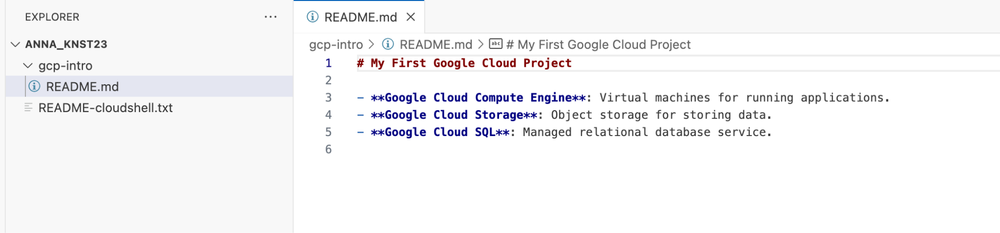 EXPLORER
ANNA_KNST23
gcp-intro
README.md
README-cloudshell.txt
README.md
gcp-intro > README.md > abc # My First Google Cloud Project
1 # My First Google Cloud Project
2
3 - **Google Cloud Compute Engine**: Virtual machines for running applications.
4 - **Google Cloud Storage**: Object storage for storing data.
5 - **Google Cloud SQL**: Managed relational database service.
6